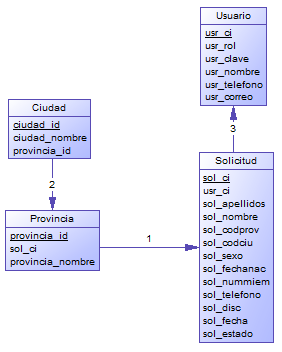 Usuario
usr_ci
usr_rol
usr_clave
usr_nombre
usr_telefono
usr_correo
3
Ciudad
ciudad_id
ciudad_nombre
provincia_id
2
Provincia
provincia_id
sol_ci
provincia_nombre
1
Solicitud
sol_ci
usr_ci
sol_apellidos
sol_nombre
sol_codprov
sol_codciu
sol_sexo
sol_fechanac
sol_nummiem
sol_telefono
sol_disc
sol_fecha
sol_estado